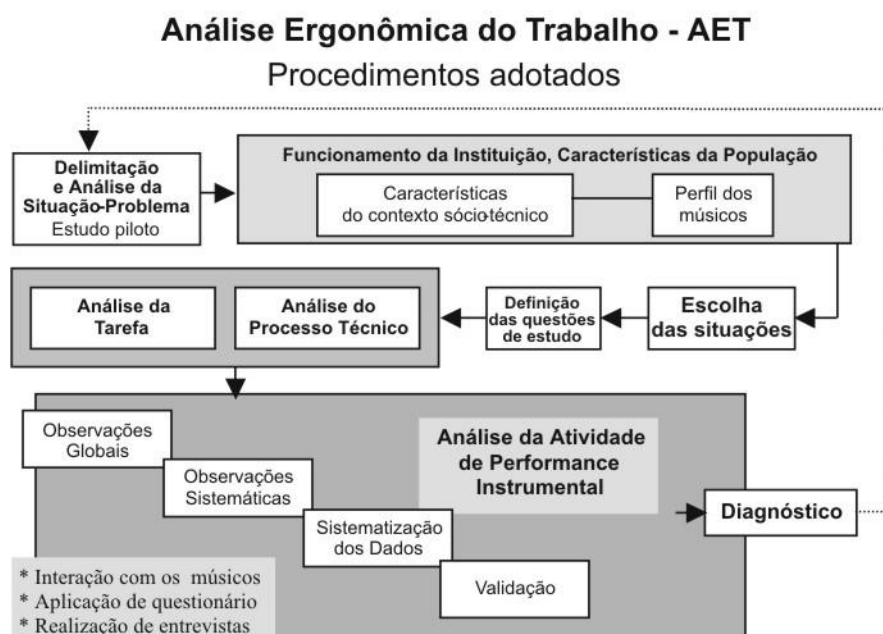 Análise Ergonômica do Trabalho - AET
Procedimentos adotados
Delimitação
e Análise da
Situação-Problema
Estudo piloto
Funcionamento da Instituição, Características da População
Características
do contexto sócio-técnico
Perfil dos
músicos
Análise da
Tarefa
Análise do
Processo Técnico
Definição
das questões
de estudo
Escolha
das situações
Observações
Globais
Observações
Sistemáticas
Sistematização
dos Dados
Validação
Análise da Atividade
de Performance
Instrumental
Diagnóstico
* Interação com os músicos
* Aplicação de questionário
* Realização de entrevistas